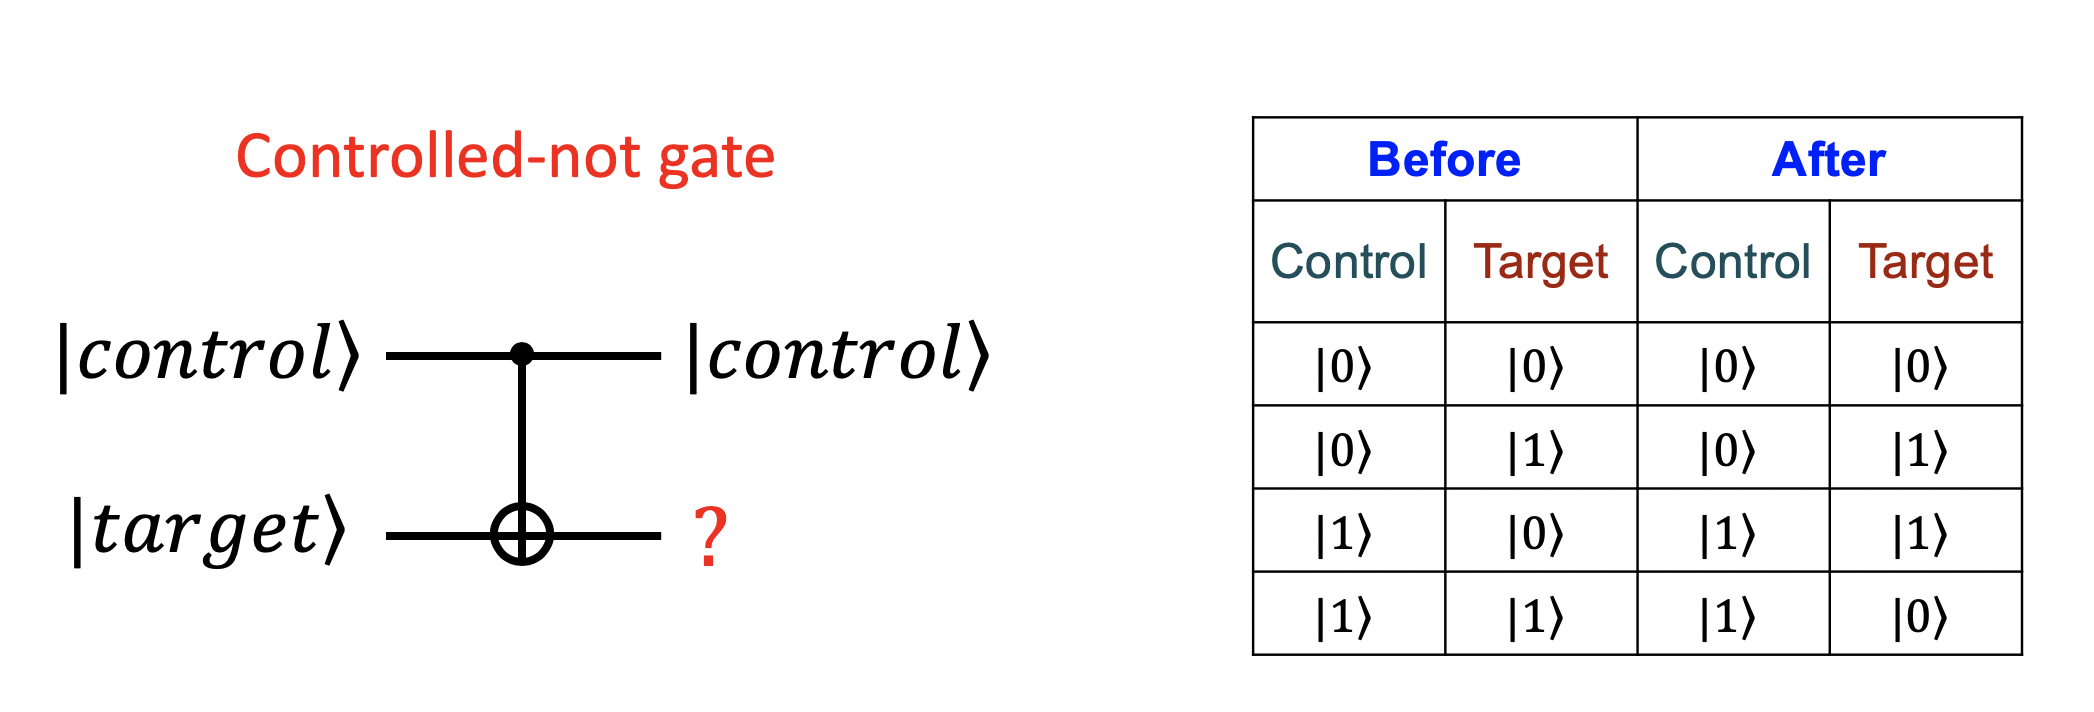 Controlled-not gate
|control⟩ |control⟩
|target⟩ ?
Before After
Control Target Control Target
|0⟩ |0⟩ |0⟩ |0⟩
|0⟩ |1⟩ |0⟩ |1⟩
|1⟩ |0⟩ |1⟩ |1⟩
|1⟩ |1⟩ |1⟩ |0⟩